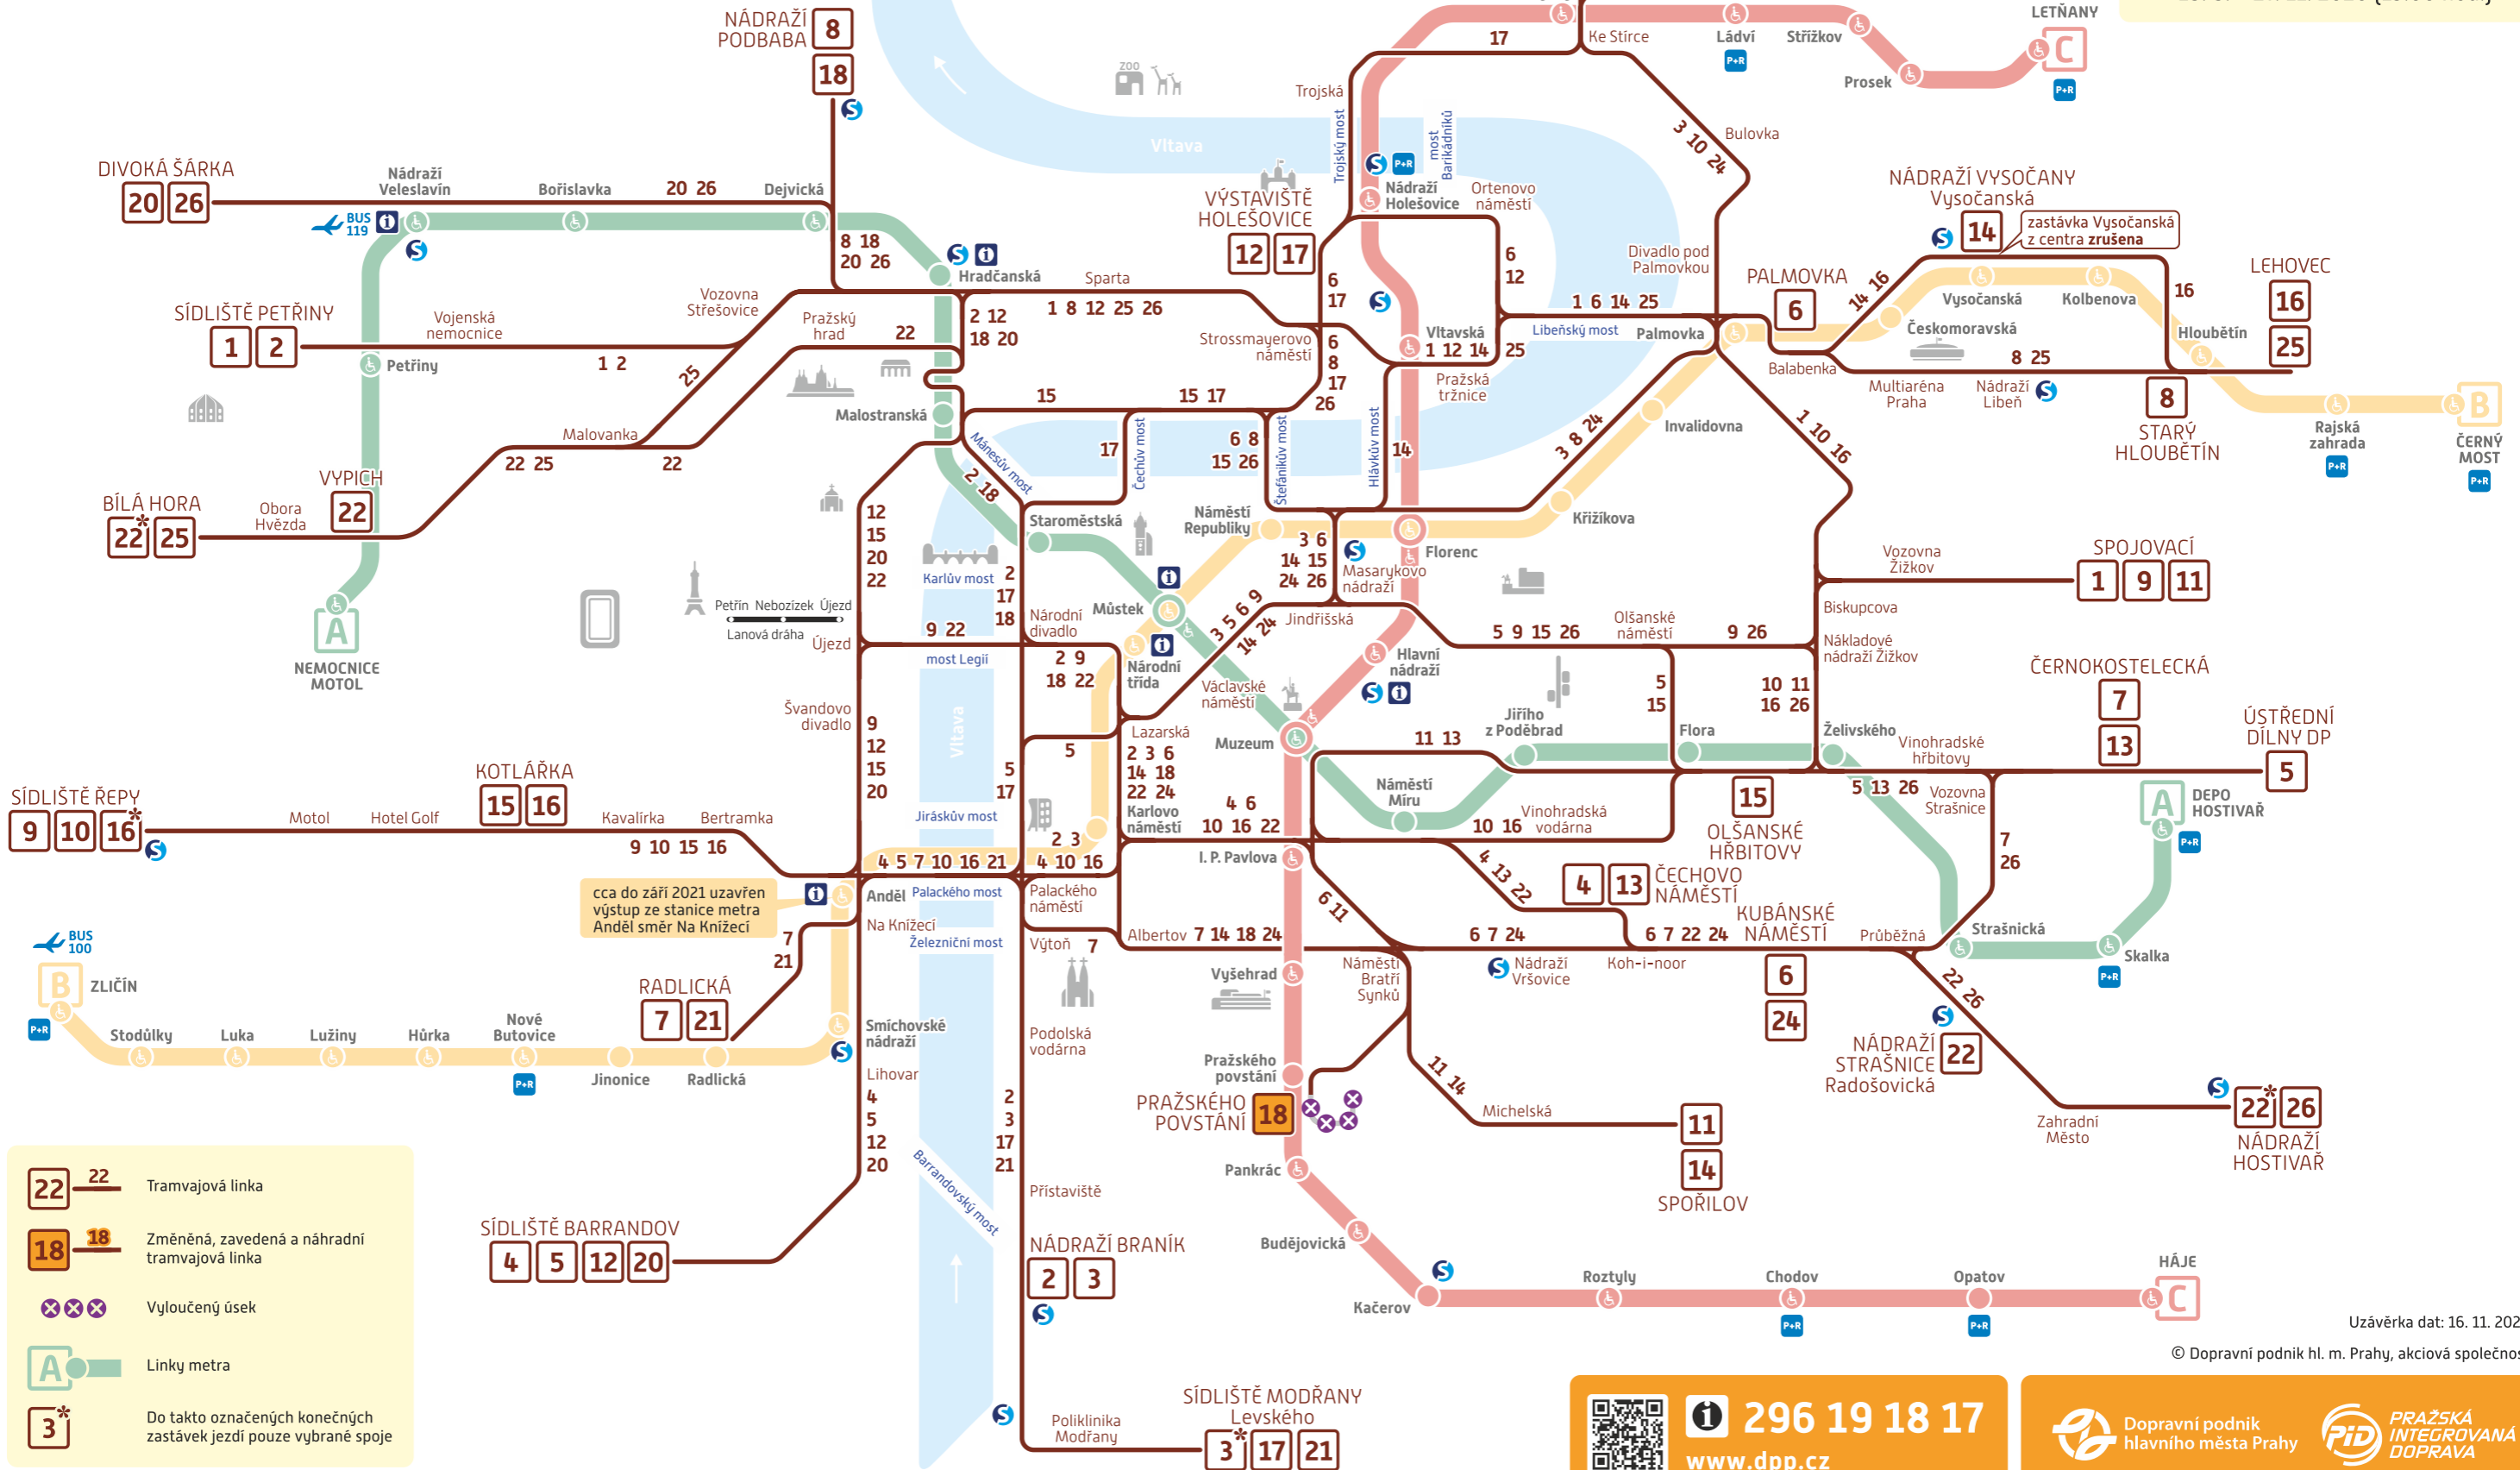 LETŇANY
C
P+R
NÁDRAŽÍ
PODBABA
8
18
17
Ke Stírce
Ládví
P+R
Střížkov
Prosek
ZOO
Trojská
Trojský most
most
Barikádníků
Vltava
3 10 24
Bulovka
DIVOKÁ ŠÁRKA
20 26
Nádraží
Veleslavín
Bořislavka
20 26
Dejvická
BUS
119
8 18
20 26
Hradčanská
VÝSTAVIŠTĚ
HOLEŠOVICE
12 17
P+R
Nádraží
Holešovice
Ortenovo
náměstí
NÁDRAŽÍ VYSOČANY
Vysočanská
14
zastávka Vysočanská
z centra zrušena
Divadlo pod
Palmovkou
PALMOVKA
6
14 16
Vysočanská
Kolbenova
16
LEHOVEC
16
25
SÍDLIŠTĚ PETŘINY
1 2
Vojenská
nemocnice
1 2
Petřiny
Vozovna
Střešovice
Pražský
hrad
22
25
2 12
18 20
Sparta
1 8 12 25 26
6
17
Strossmayerovo
náměstí
6
8
17
26
6
12
Vltavská
1 12 14
25
Pražská
tržnice
1 6 14 25
Libeňský most
Palmovka
Českomoravská
Hloubětín
Balabenka
8 25
Multiaréna
Praha
Nádraží
Libeň
8
STARÝ
HLOUBĚTÍN
Rajská
zahrada
P+R
B
ČERNÝ
MOST
P+R
Malostranská
15
15 17
Malovanka
22 25
22
VYPICH
22
BÍLÁ HORA
22* 25
Obora
Hvězda
Mánesův most
2 18
17
Čechův most
6 8
15 26
Štefánikův most
Hlávkův most
14
3 8 24
Invalidovna
1 10 16
Křižíkova
Staroměstská
Náměstí
Republiky
3 6
14 15
24 26
Masarykovo
nádraží
Florenc
12
15
20
22
Karlův most
2
17
18
Můstek
Petřín Nebozízek Újezd
Lanová dráha
Újezd
9 22
most Legií
Národní
divadlo
2 9
18 22
Národní
třída
3 5 6 9
14 24
Jindřišská
Václavské
náměstí
Hlavní
nádraží
5 9 15 26
Olšanské
náměstí
9 26
Vozovna
Žižkov
SPOJOVACÍ
1 9 11
Biskupcova
Nákladové
nádraží Žižkov
A
NEMOCNICE
MOTOL
Švandovo
divadlo
9
12
15
20
Vltava
5
17
5
Lazarská
2 3 6
14 18
22 24
Karlovo
náměstí
Muzeum
11 13
Jiřího
z Poděbrad
5
15
Flora
10 11
16 26
Želivského
Vinohradské
hřbitovy
ČERNOKOSTELECKÁ
7
13
ÚSTŘEDNÍ
DÍLNY DP
5
5 13 26
Vozovna
Strašnice
A
DEPO
HOSTIVAŘ
P+R
KOTLÁŘKA
15 16
SÍDLIŠTĚ ŘEPY
9 10 16*
Motol
Hotel Golf
Kavalírka
Bertramka
9 10 15 16
Jiráskův most
2 3
4 10 16
4 5 7 10 16 21
Náměstí
Míru
4 6
10 16 22
10 16
Vinohradská
vodárna
15
OLŠANSKÉ
HŘBITOVY
I. P. Pavlova
4 13 22
4 13
ČECHOVO
NÁMĚSTÍ
7
26
cca do září 2021 uzavřen
výstup ze stanice metra
Anděl směr Na Knížecí
Anděl
Palackého most
Palackého
náměstí
Na Knížecí
Železniční most
7
21
Výtoň
7
Albertov
7 14 18 24
6 11
6 7 24
6 7 22 24
KUBÁNSKÉ
NÁMĚSTÍ
6
24
Průběžná
Strašnická
Skalka
P+R
BUS
100
B
ZLIČÍN
P+R
Stodůlky
Luka
Lužiny
Hůrka
Nové
Butovice
P+R
Jinonice
Radlická
RADLICKÁ
7 21
Smíchovské
nádraží
Vyšehrad
Náměstí
Bratří
Synků
Nádraží
Vršovice
Koh-i-noor
22 26
NÁDRAŽÍ
STRAŠNICE
Radošovická
22
Podolská
vodárna
Lihovar
4
5
12
20
2
3
17
21
Pražského
povstání
PRAŽSKÉHO
POVSTÁNÍ
18
11 14
Michelská
11
14
SPOŘILOV
Zahradní
Město
22* 26
NÁDRAŽÍ
HOSTIVAŘ
Pankrác
Přístaviště
Barrandovský most
SÍDLIŠTĚ BARRANDOV
4 5 12 20
NÁDRAŽÍ BRANÍK
2 3
Budějovická
Kačerov
Roztyly
Chodov
P+R
Opatov
P+R
HÁJE
C
22 22
Tramvajová linka
18 18
Změněná, zavedená a náhradní
tramvajová linka
Vyloučený úsek
A
Linky metra
3*
Do takto označených konečných
zastávek jezdí pouze vybrané spoje
Poliklinika
Modřany
SÍDLIŠTĚ MODŘANY
Levského
3* 17 21
Uzávěrka dat: 16. 11. 202
© Dopravní podnik hl. m. Prahy, akciová společnos
296 19 18 17
www.dpp.cz
Dopravní podnik
hlavního města Prahy
PID
PRAŽSKÁ
INTEGROVANÁ
DOPRAVA